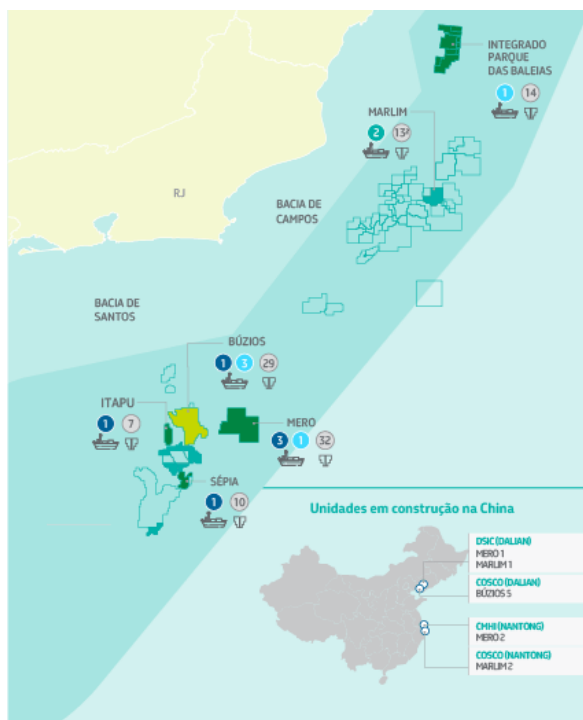 INTEGRADO
PARQUE
DAS BALEIAS
1 14
MARLIM
2 13²
RJ
BACIA DE
CAMPOS
BACIA DE
SANTOS
BÚZIOS
1 3 29
ITAPU
1 7
MERO
3 1 32
SÉPIA
1 10
Unidades em construção na China
DSIC (DALIAN)
MERO 1
MARLIM 1
COSCO (DALIAN)
BÚZIOS 5
CMHI (NANTONG)
MERO 2
COSCO (NANTONG)
MARLIM 2